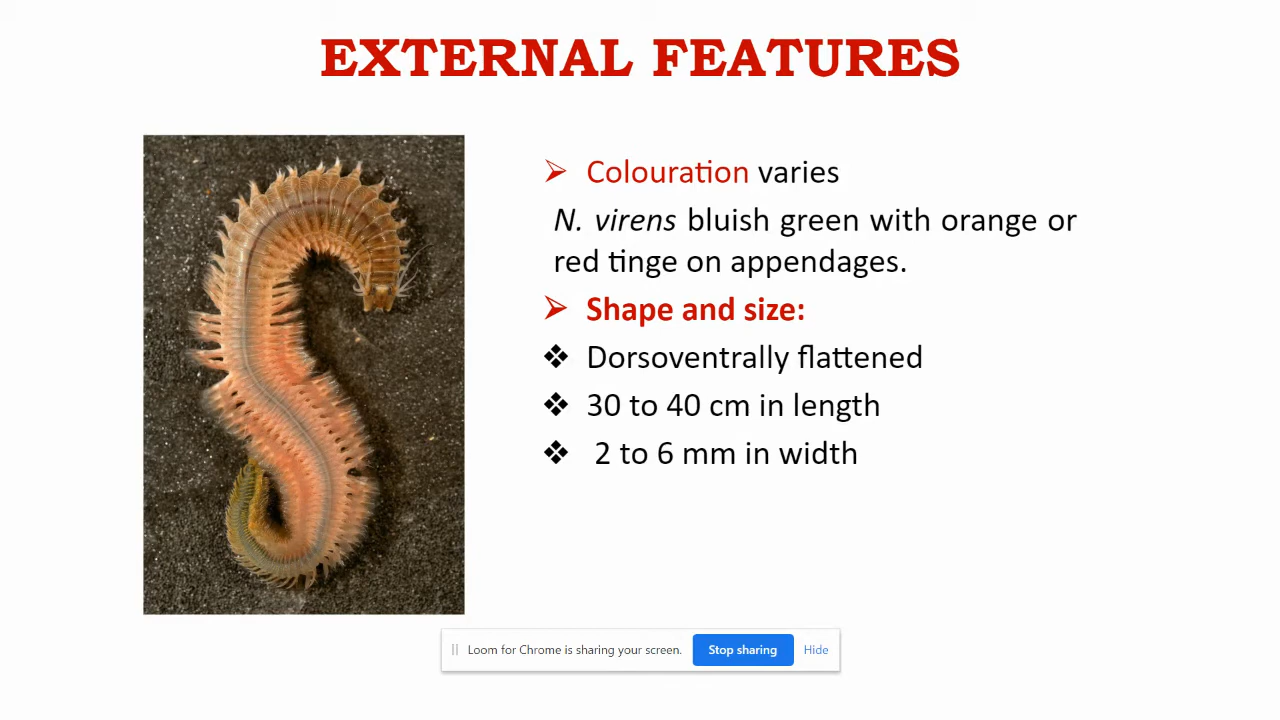 EXTERNAL FEATURES
➢ Colouration varies
N. virens bluish green with orange or
red tinge on appendages.
➢ Shape and size:
❖ Dorsoventrally flattened
❖ 30 to 40 cm in length
❖ 2 to 6 mm in width
Loom for Chrome is sharing your screen. Stop sharing Hide